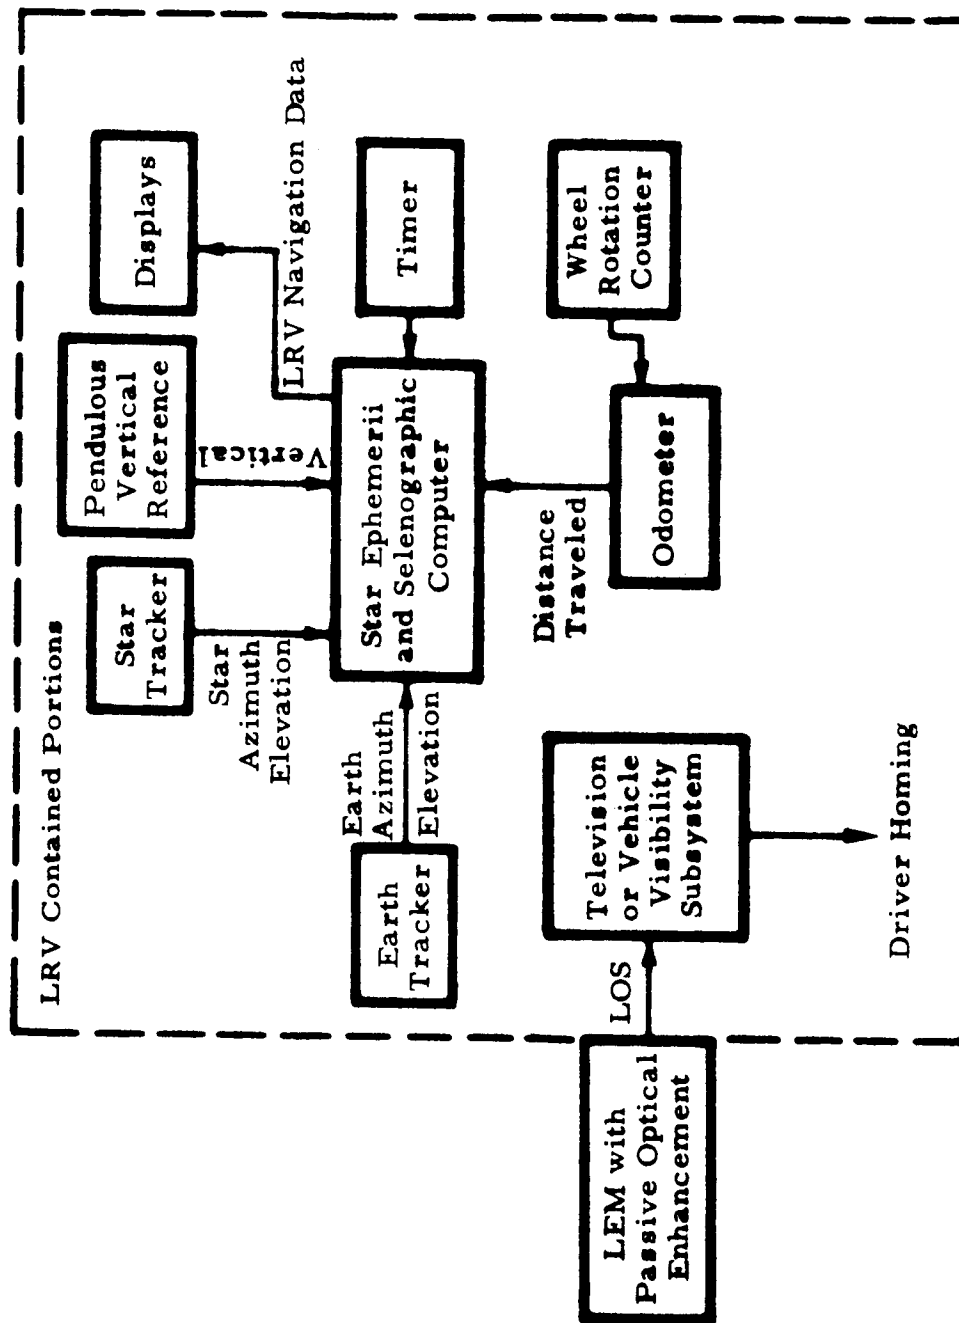 LRV Contained Portions
Star
Tracker
Pendulous
Vertical
Reference
Displays
Star
Azimuth
Elevation
Vertical
LRV Navigation Data
Earth
Azimuth
Elevation
Earth
Tracker
Star Ephemerii
and Selenographic
Computer
Timer
Distance
Traveled
Wheel
Rotation
Counter
Odometer
LEM with
Passive Optical
Enhancement
LOS
Television
or Vehicle
Visibility
Subsystem
Driver Homing